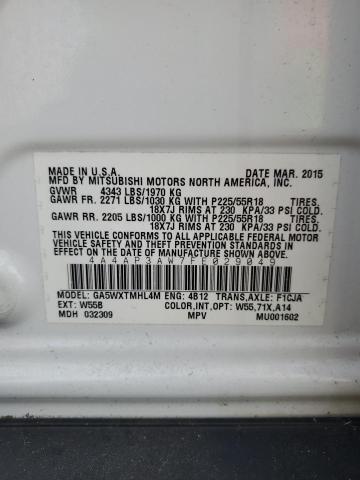 MADE IN U.S.A. DATE MAR. 2015
MFD BY MITSUBISHI MOTORS NORTH AMERICA, INC.
GVWR 4343 LBS/1970 KG
GAWR FR. 2271 LBS/1030 KG WITH P225/55R18 TIRES.
18X7J RIMS AT 230 KPA/33 PSI COLD.
GAWR RR. 2205 LBS/1000 KG WITH P225/55R18 TIRES.
18X7J RIMS AT 230 KPA/33 PSI COLD.
THIS VEHICLE CONFORMS TO ALL APPLICABLE FEDERAL MOTOR
VEHICLE SAFETY AND THEFT PREVENTION STANDARDS IN
EFFECT ON THE DATE OF MANUFACTURE SHOWN ABOVE.
4A4AP3AW7FE029049
MODEL: GA5WXTMHL4M ENG: 4B12 TRANS,AXLE: F1CJA
EXT: W55B COLOR,INT,OPT: W55,71X,A14
MDH 032309 MPV MU001602